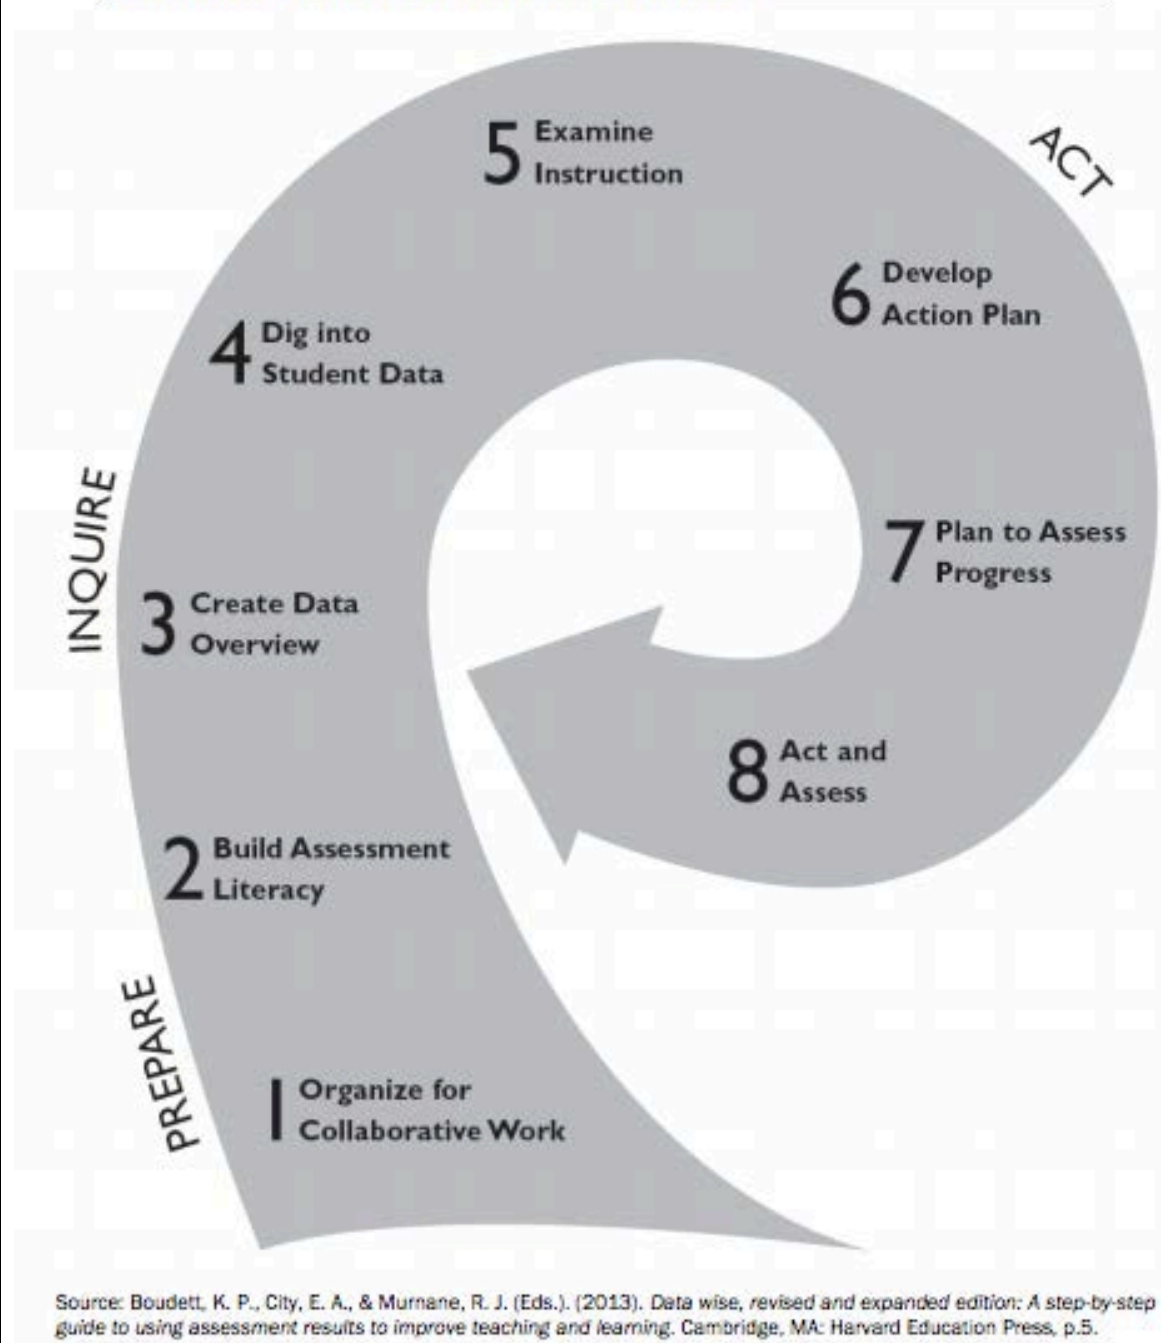 ACT
5 Examine
Instruction
6 Develop
Action Plan
4 Dig into
Student Data
INQUIRE
7 Plan to Assess
Progress
3 Create Data
Overview
8 Act and
Assess
2 Build Assessment
Literacy
PREPARE
1 Organize for
Collaborative Work
Source: Boudett, K. P., City, E. A., & Murnane, R. J. (Eds.). (2013). Data wise, revised and expanded edition: A step-by-step
guide to using assessment results to improve teaching and learning. Cambridge, MA: Harvard Education Press, p.5.